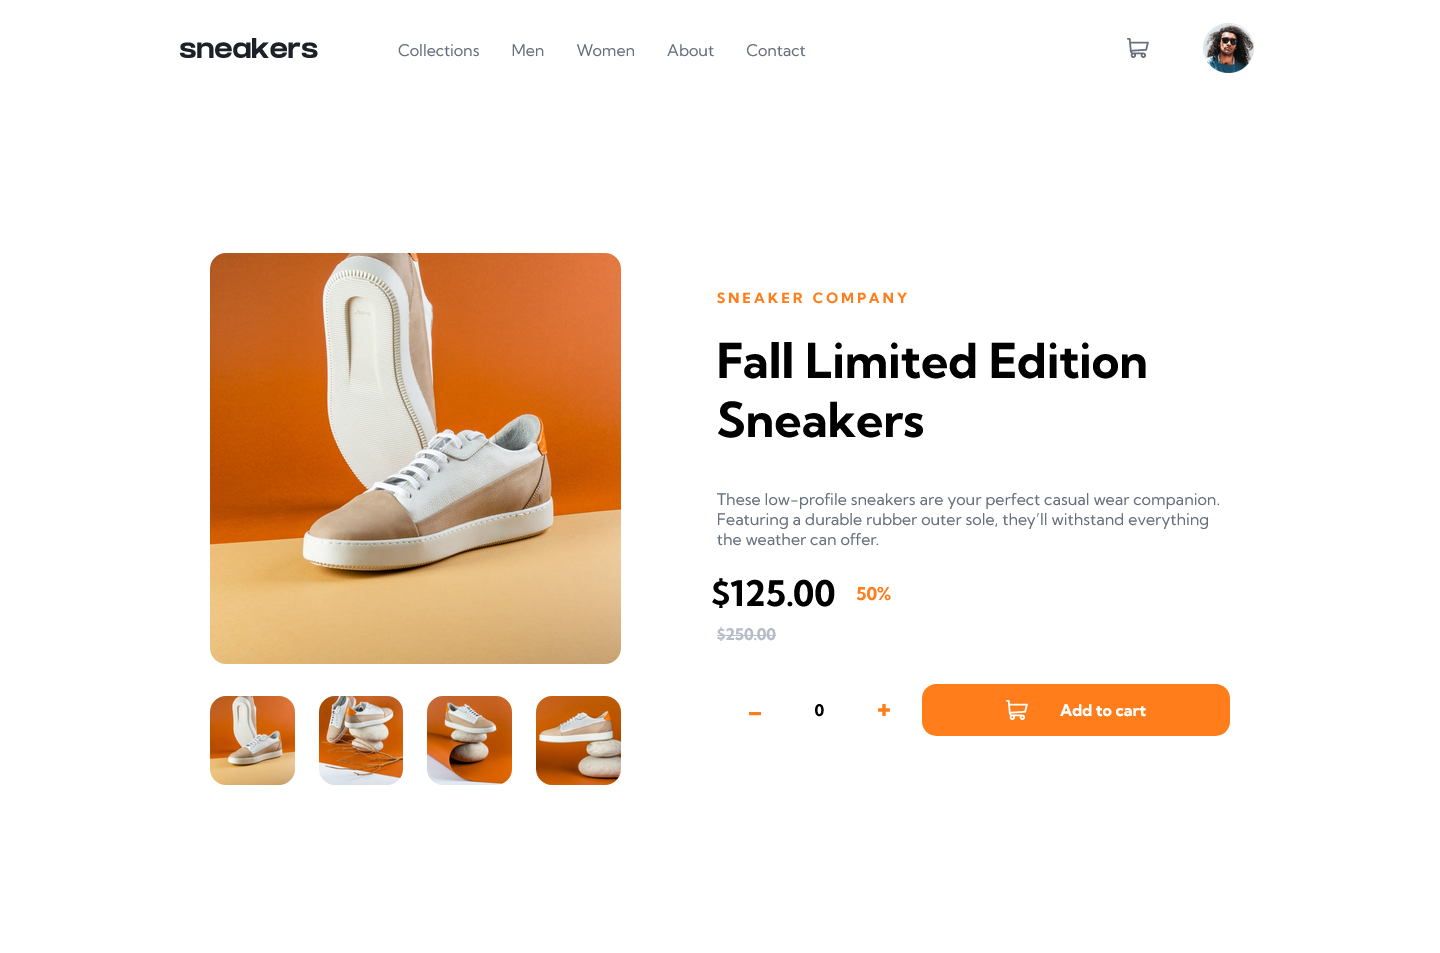 sneakers
Collections Men Women About Contact
SNEAKER COMPANY
Fall Limited Edition
Sneakers
These low-profile sneakers are your perfect casual wear companion.
Featuring a durable rubber outer sole, they’ll withstand everything
the weather can offer.
$125.00 50%
$250.00
- 0 + Add to cart